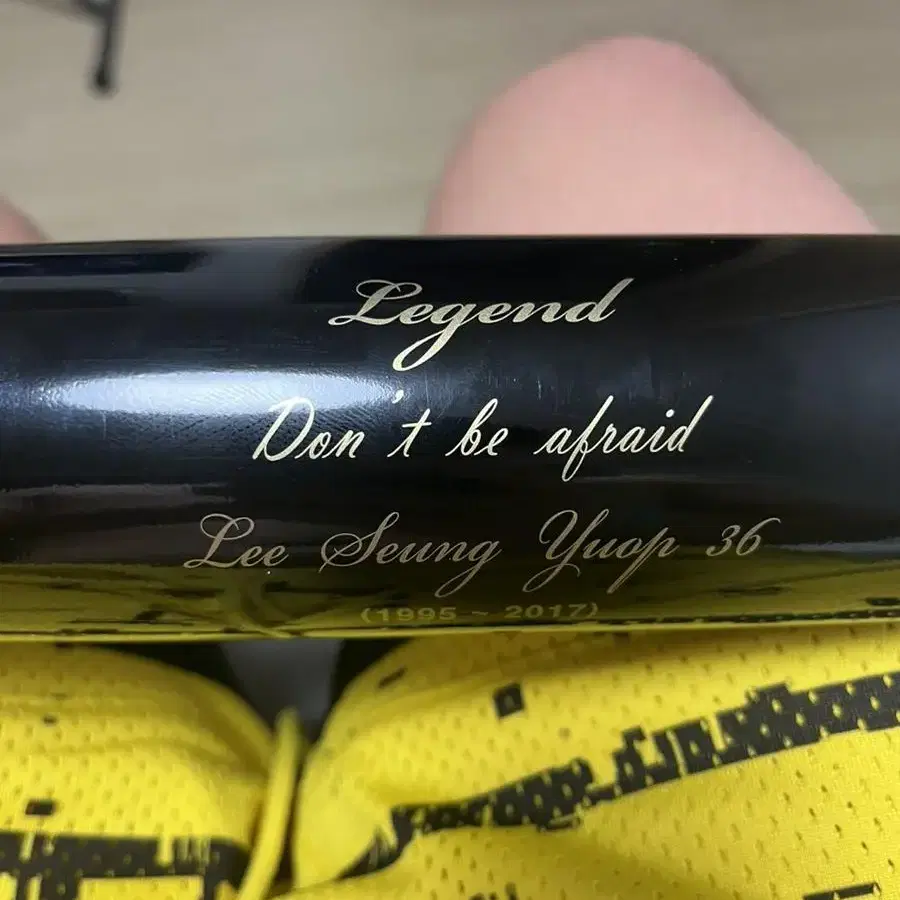 Legend
Don't be afraid
Lee Seung Yuop 36
(1995 ~ 2017)